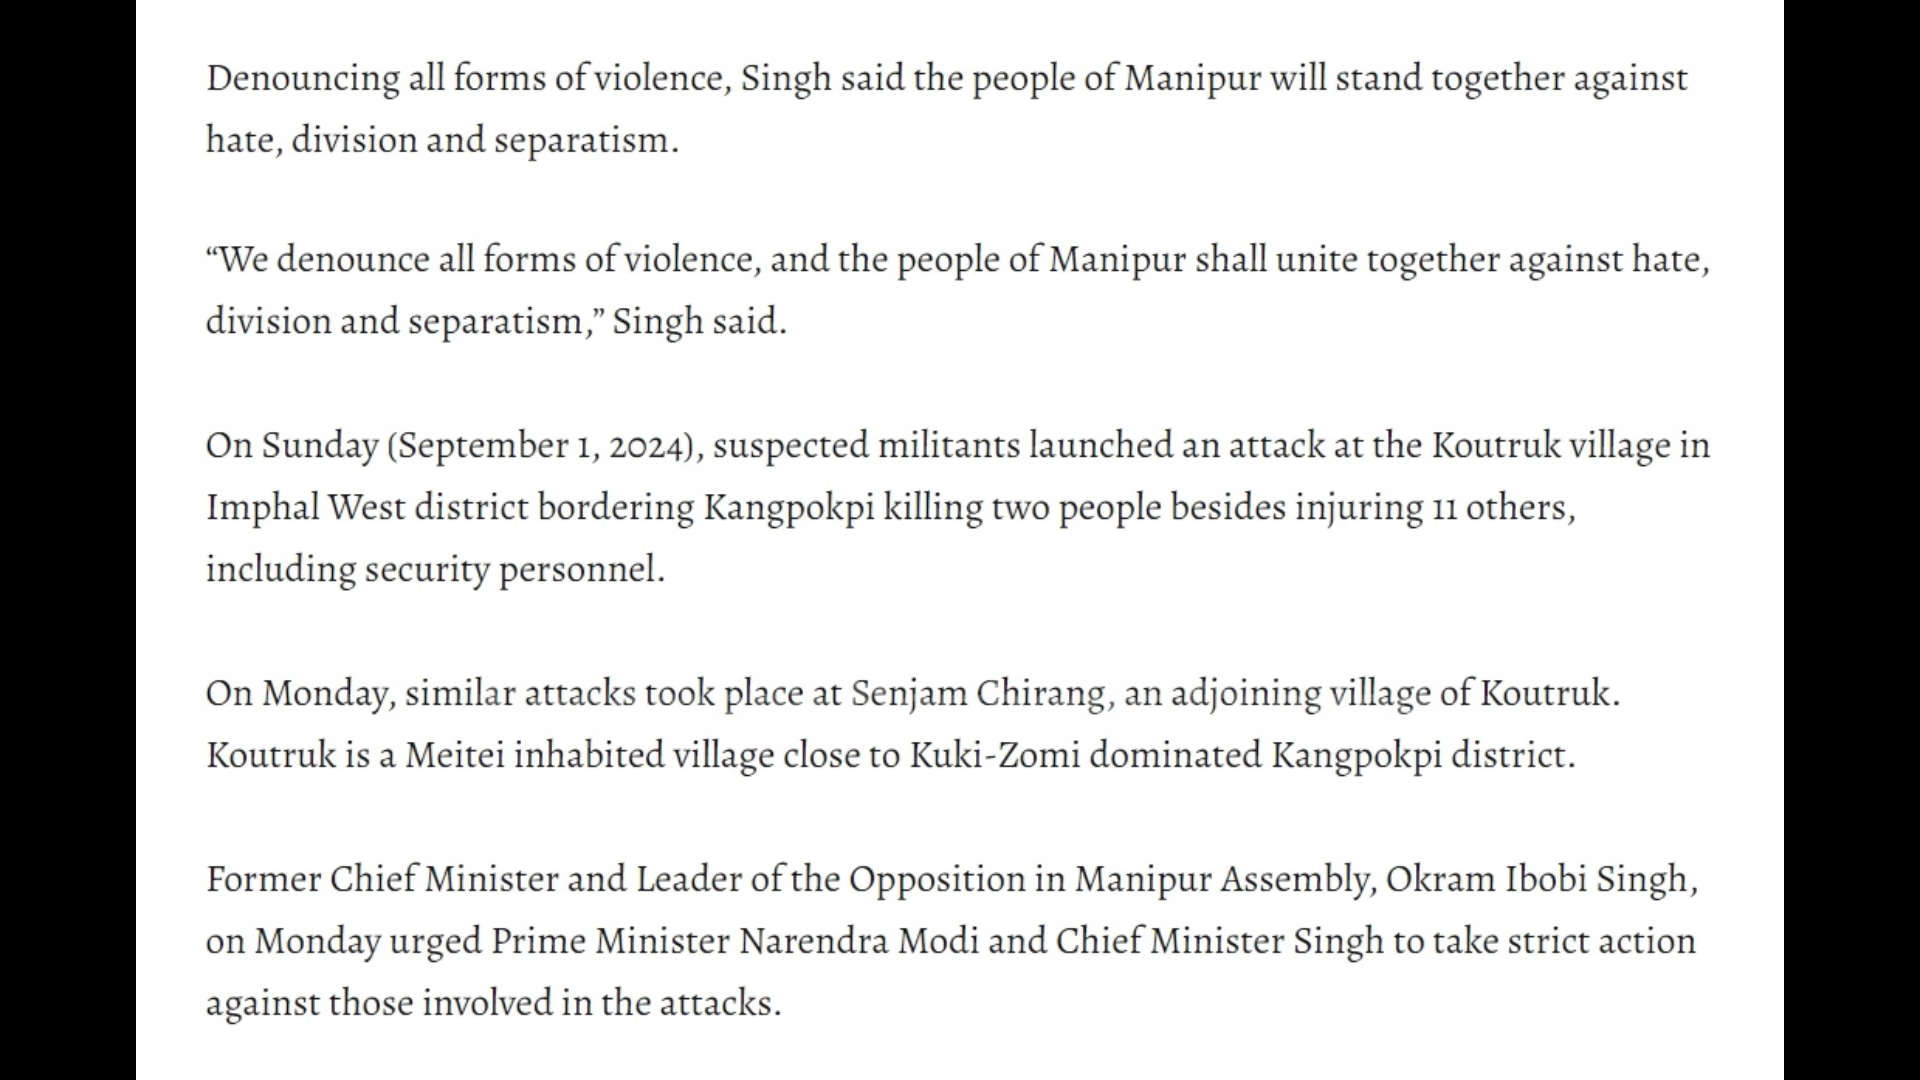 Denouncing all forms of violence, Singh said the people of Manipur will stand together against
hate, division and separatism.
“We denounce all forms of violence, and the people of Manipur shall unite together against hate,
division and separatism,” Singh said.
On Sunday (September 1, 2024), suspected militants launched an attack at the Koutruk village in
Imphal West district bordering Kangpokpi killing two people besides injuring 11 others,
including security personnel.
On Monday, similar attacks took place at Senjam Chirang, an adjoining village of Koutruk.
Koutruk is a Meitei inhabited village close to Kuki-Zomi dominated Kangpokpi district.
Former Chief Minister and Leader of the Opposition in Manipur Assembly, Okram Ibobi Singh,
on Monday urged Prime Minister Narendra Modi and Chief Minister Singh to take strict action
against those involved in the attacks.